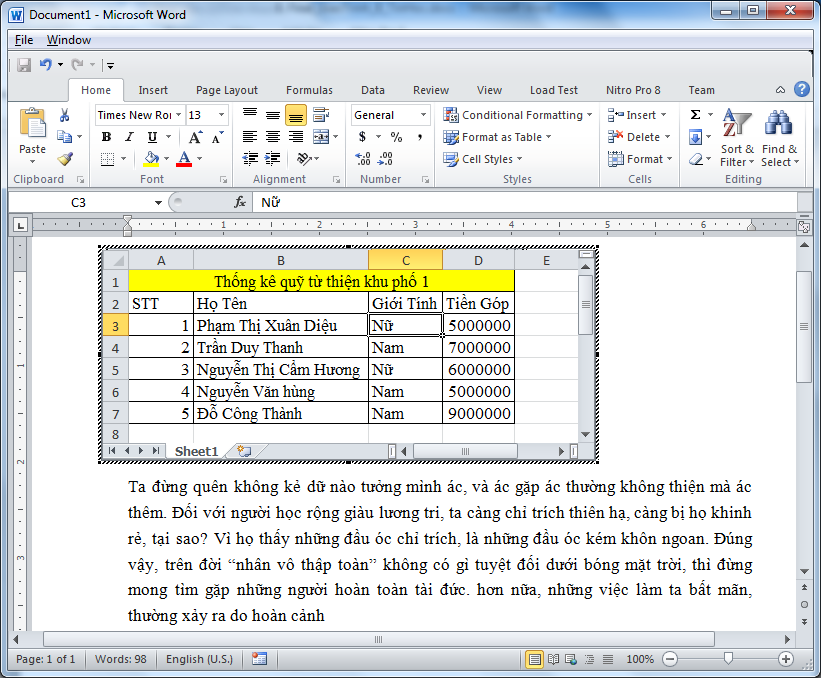 Document1 - Microsoft Word
File Window
Home Insert Page Layout Formulas Data Review View Load Test Nitro Pro 8 Team
Paste
Times New Ror 13
B I U A A
A
General
$ % ,
.00 .00
Conditional Formatting
Format as Table
Cell Styles
Insert
Delete
Format
Σ
Sort & Filter
Find & Select
Clipboard Font Alignment Number Styles Cells Editing
C3 fx Nữ
L 1 2 3 4 5 6
A B C D E
1 Thống kê quỹ từ thiện khu phố 1
2 STT Họ Tên Giới Tính Tiền Góp
3 1 Phạm Thị Xuân Diệu Nữ 5000000
4 2 Trần Duy Thanh Nam 7000000
5 3 Nguyễn Thị Cẩm Hương Nữ 6000000
6 4 Nguyễn Văn hùng Nam 5000000
7 5 Đỗ Công Thành Nam 9000000
8
Sheet1
Ta đừng quên không kẻ dữ nào tưởng mình ác, và ác gặp ác thường không thiện mà ác
thêm. Đối với người học rộng giàu lương tri, ta càng chỉ trích thiên hạ, càng bị họ khinh
rẻ, tại sao? Vì họ thấy những đầu óc chỉ trích, là những đầu óc kém khôn ngoan. Đúng
vậy, trên đời “nhân vô thập toàn” không có gì tuyệt đối dưới bóng mặt trời, thì đừng
mong tìm gặp những người hoàn toàn tài đức. hơn nữa, những việc làm ta bất mãn,
thường xảy ra do hoàn cảnh
1
2
3
Page: 1 of 1 Words: 98 English (U.S.) 100%